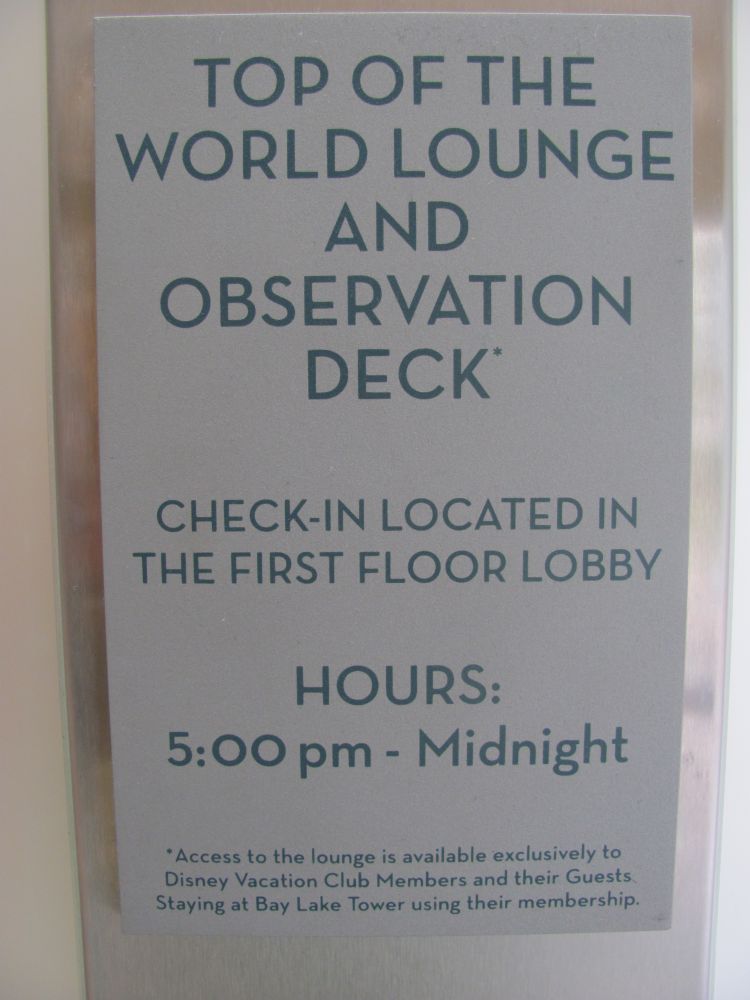 TOP OF THE
WORLD LOUNGE
AND
OBSERVATION
DECK*
CHECK-IN LOCATED IN
THE FIRST FLOOR LOBBY
HOURS:
5:00 pm - Midnight
*Access to the lounge is available exclusively to
Disney Vacation Club Members and their Guests
Staying at Bay Lake Tower using their membership.